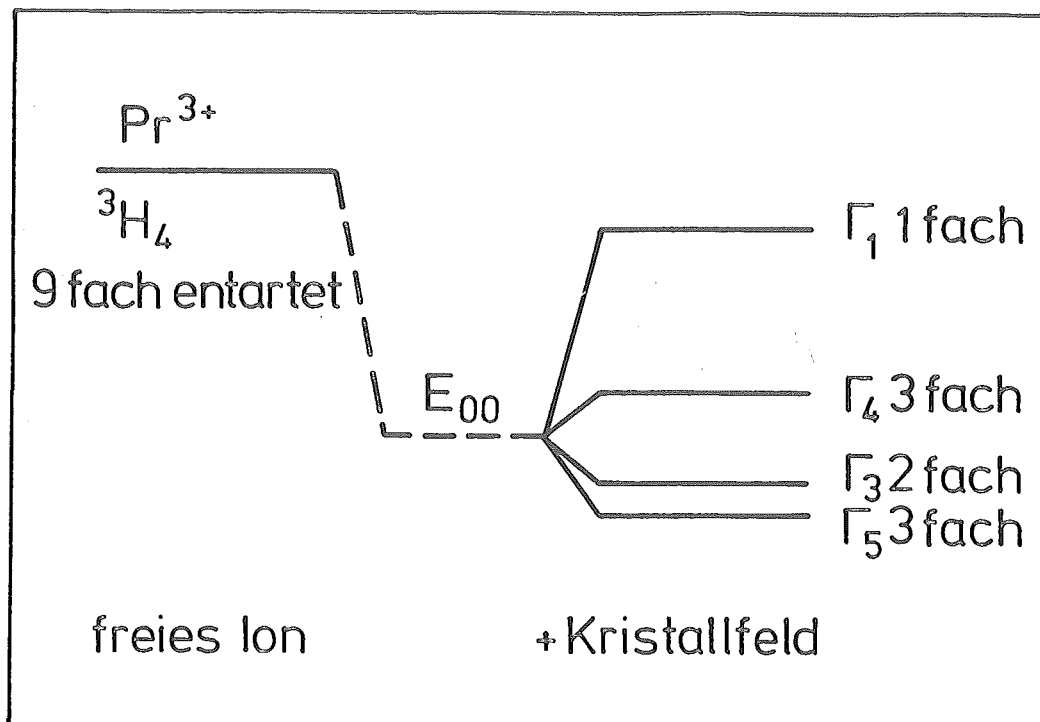 Pr³⁺
³H₄
9 fach entartet
E₀₀
Γ₁ 1 fach
Γ₄ 3 fach
Γ₃ 2 fach
Γ₅ 3 fach
freies Ion
+ Kristallfeld